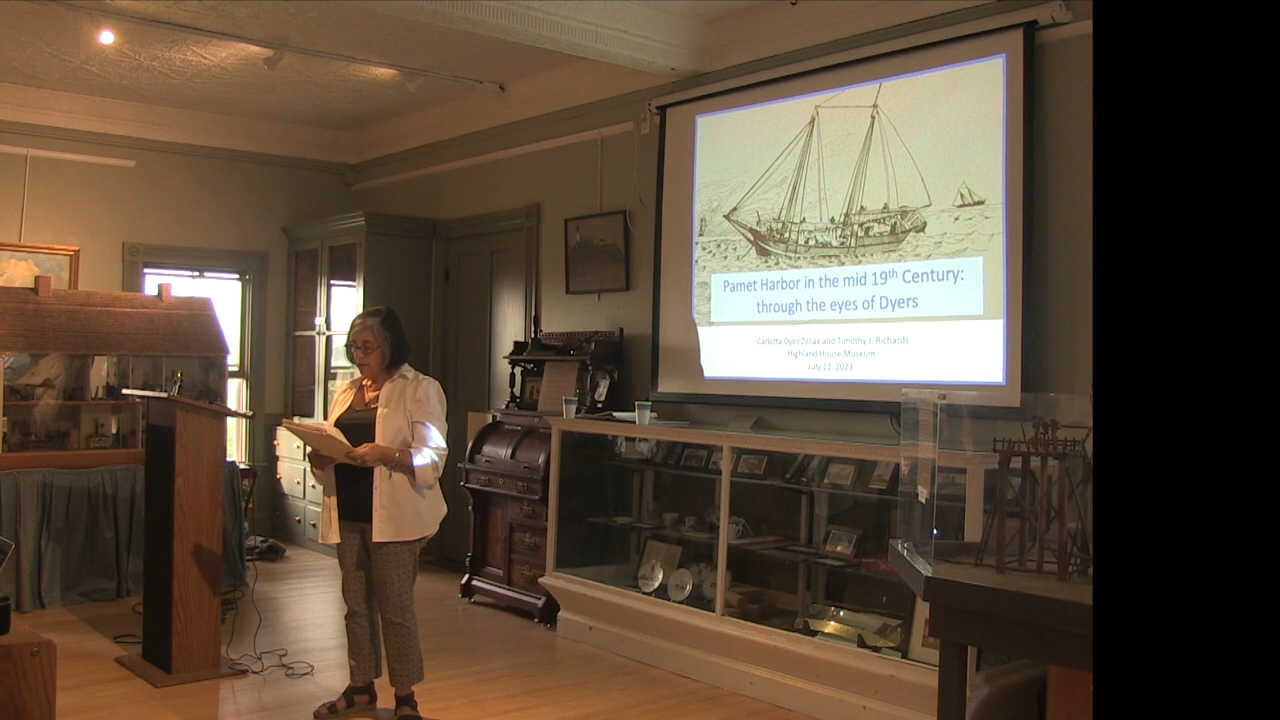 Pamet Harbor in the mid 19th Century:
through the eyes of Dyers
Carlotta Dyer Zilliax and Timothy J. Richards
Highland House Museum
July 12, 2023